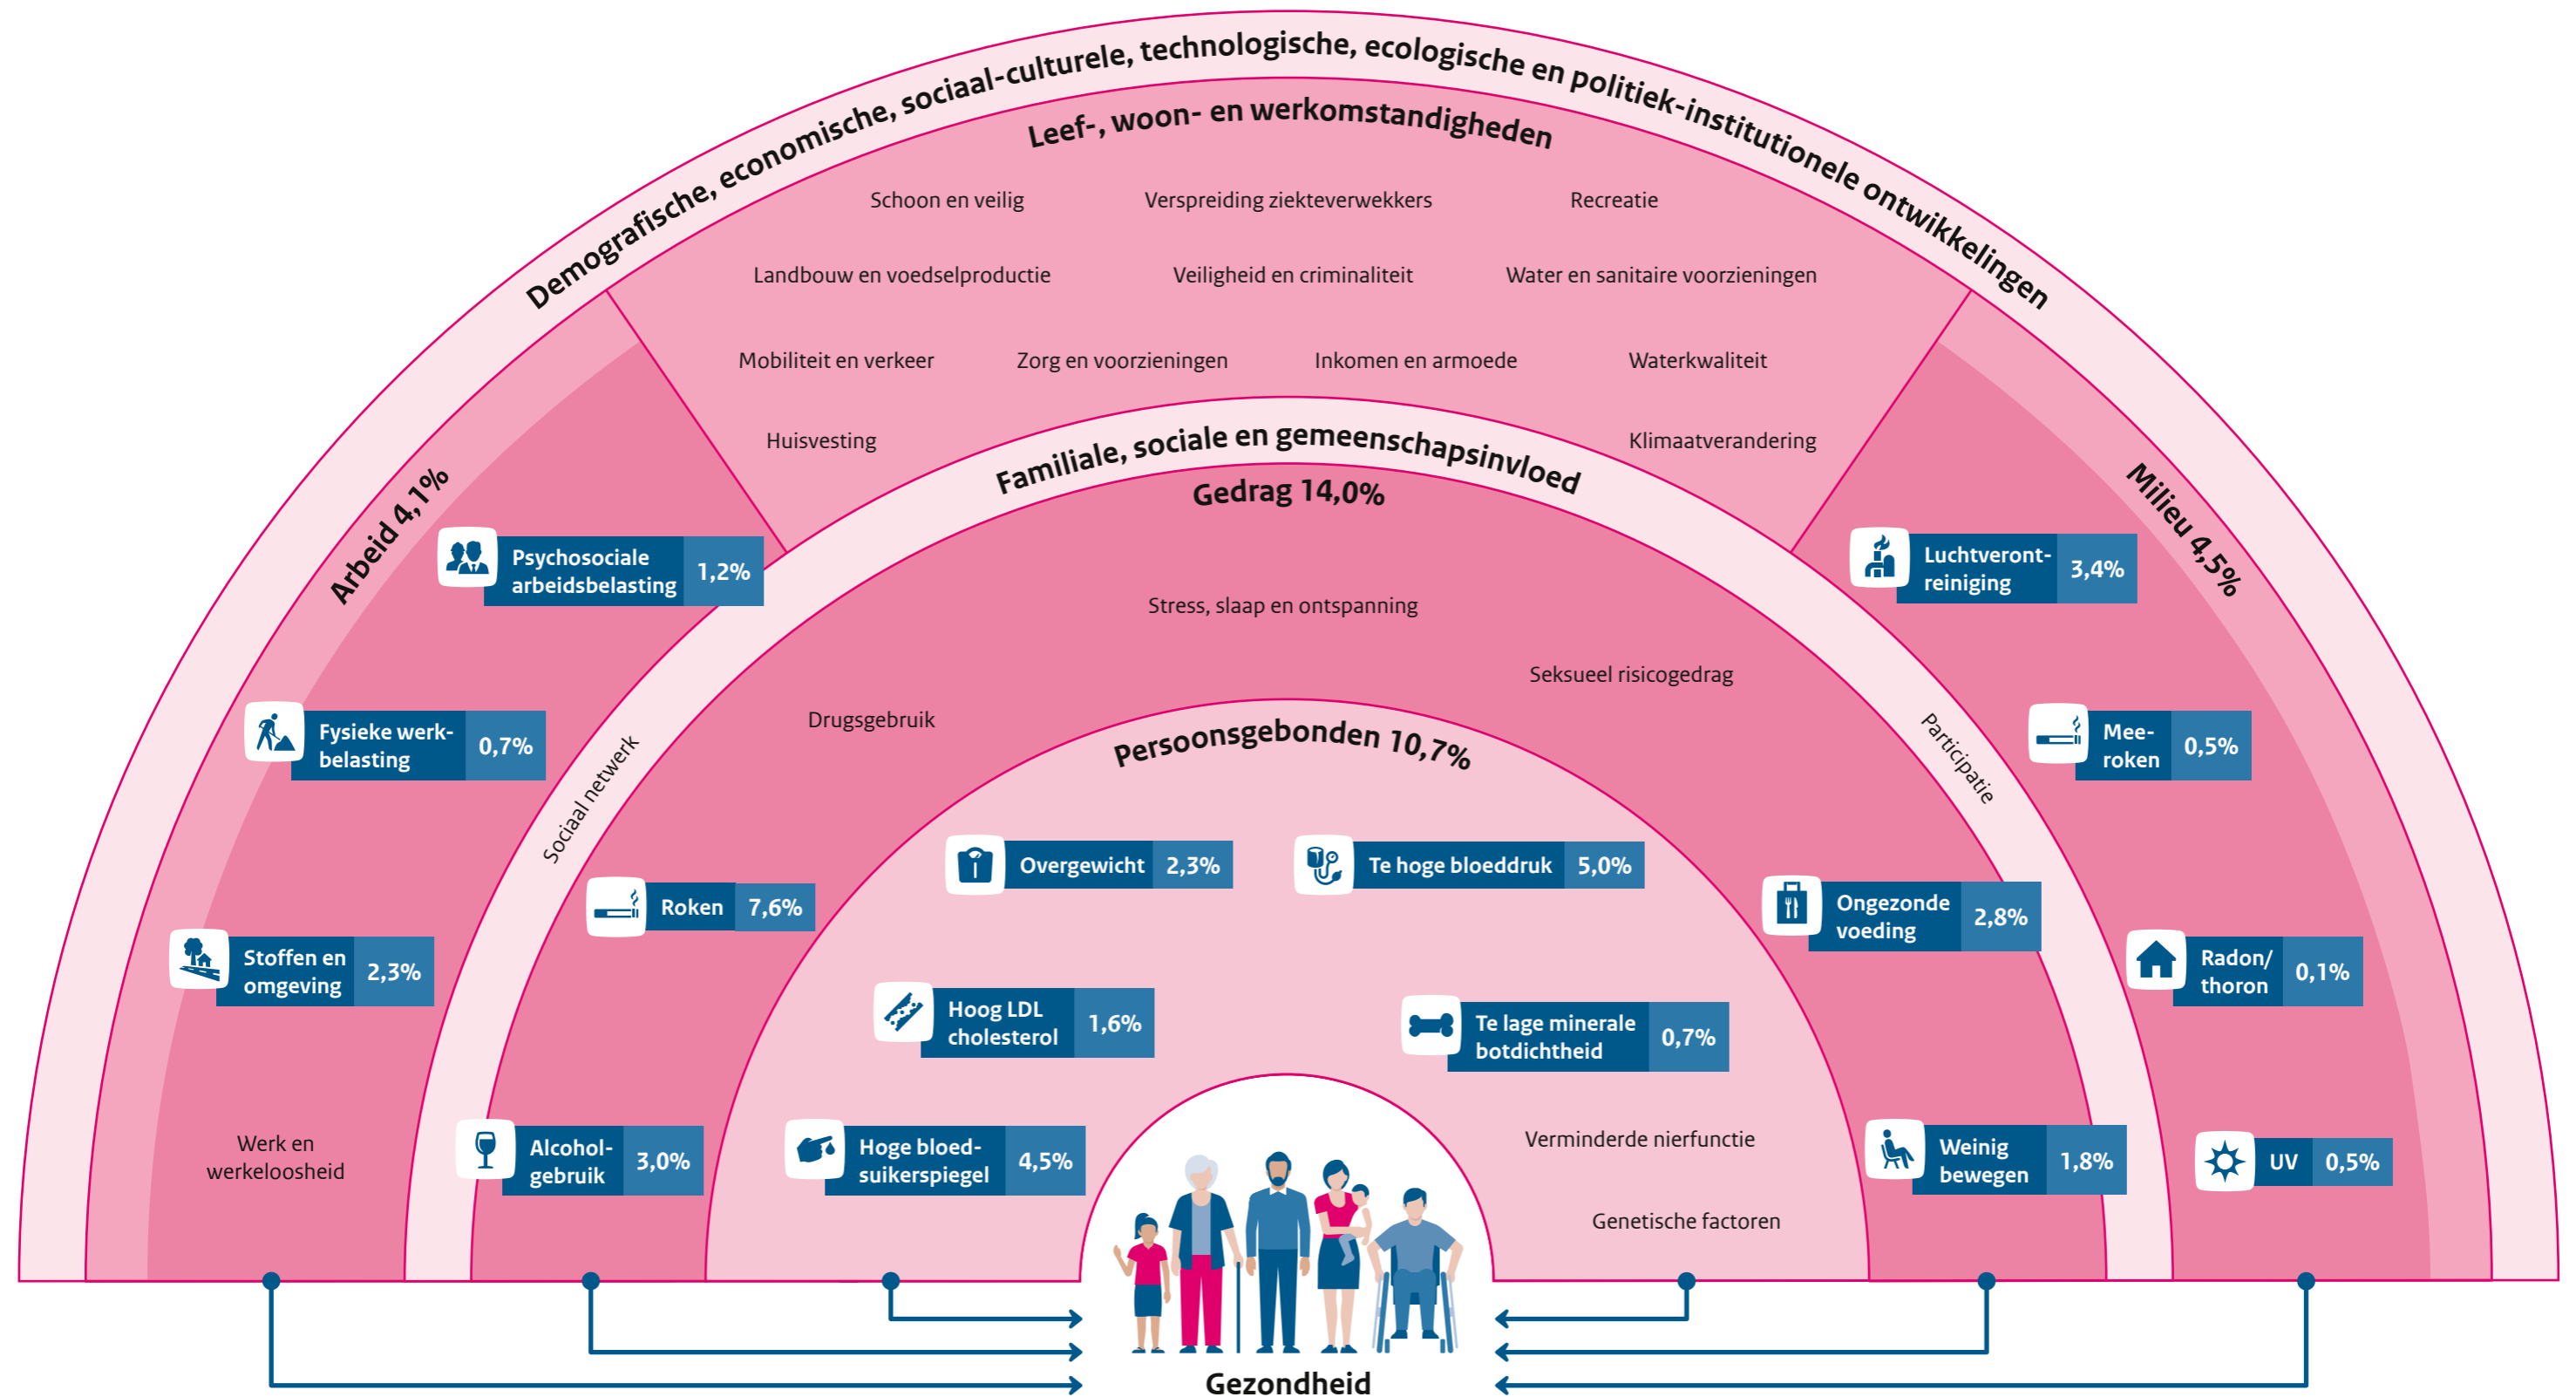 Demografische, economische, sociaal-culturele, technologische, ecologische en politiek-institutionele ontwikkelingen
Leef-, woon- en werkomstandigheden
Schoon en veilig
Verspreiding ziekteverwekkers
Recreatie
Landbouw en voedselproductie
Veiligheid en criminaliteit
Water en sanitaire voorzieningen
Mobiliteit en verkeer
Zorg en voorzieningen
Inkomen en armoede
Waterkwaliteit
Huisvesting
Klimaatverandering
Arbeid 4,1%
Psychosociale
arbeidsbelasting
1,2%
Fysieke werk-
belasting
0,7%
Stoffen en
omgeving
2,3%
Werk en
werkeloosheid
Milieu 4,5%
Luchtveront-
reiniging
3,4%
Mee-
roken
0,5%
Radon/
thoron
0,1%
UV
0,5%
Familiale, sociale en gemeenschapsinvloed
Sociaal netwerk
Participatie
Gedrag 14,0%
Stress, slaap en ontspanning
Seksueel risicogedrag
Drugsgebruik
Roken
7,6%
Alcohol-
gebruik
3,0%
Ongezonde
voeding
2,8%
Weinig
bewegen
1,8%
Persoonsgebonden 10,7%
Overgewicht
2,3%
Te hoge bloeddruk
5,0%
Hoog LDL
cholesterol
1,6%
Te lage minerale
botdichtheid
0,7%
Hoge bloed-
suikerspiegel
4,5%
Verminderde nierfunctie
Genetische factoren
Gezondheid